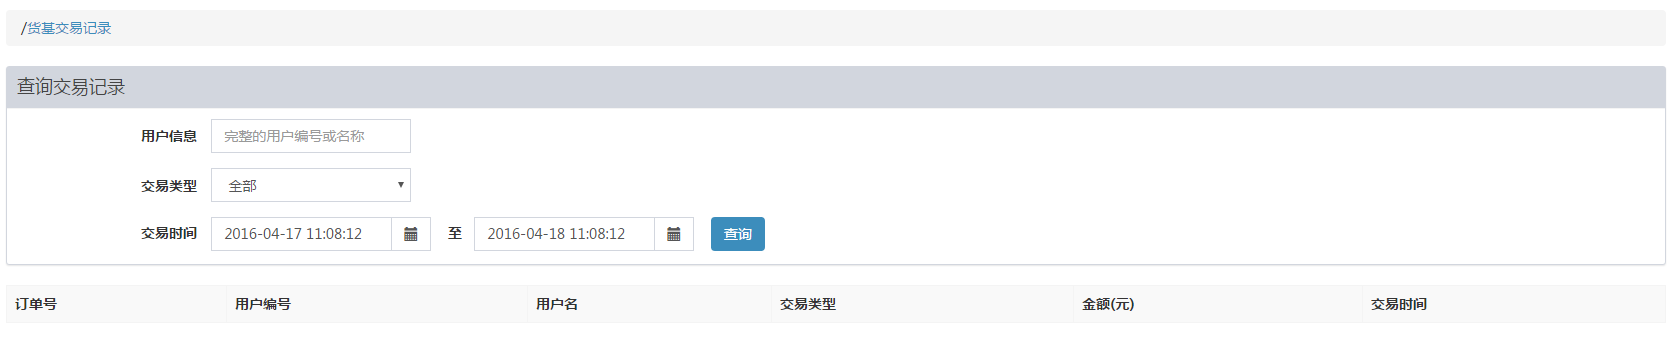 /货基交易记录
查询交易记录
用户信息 完整的用户编号或名称
交易类型 全部
交易时间 2016-04-17 11:08:12 至 2016-04-18 11:08:12 查询
订单号 用户编号 用户名 交易类型 金额(元) 交易时间